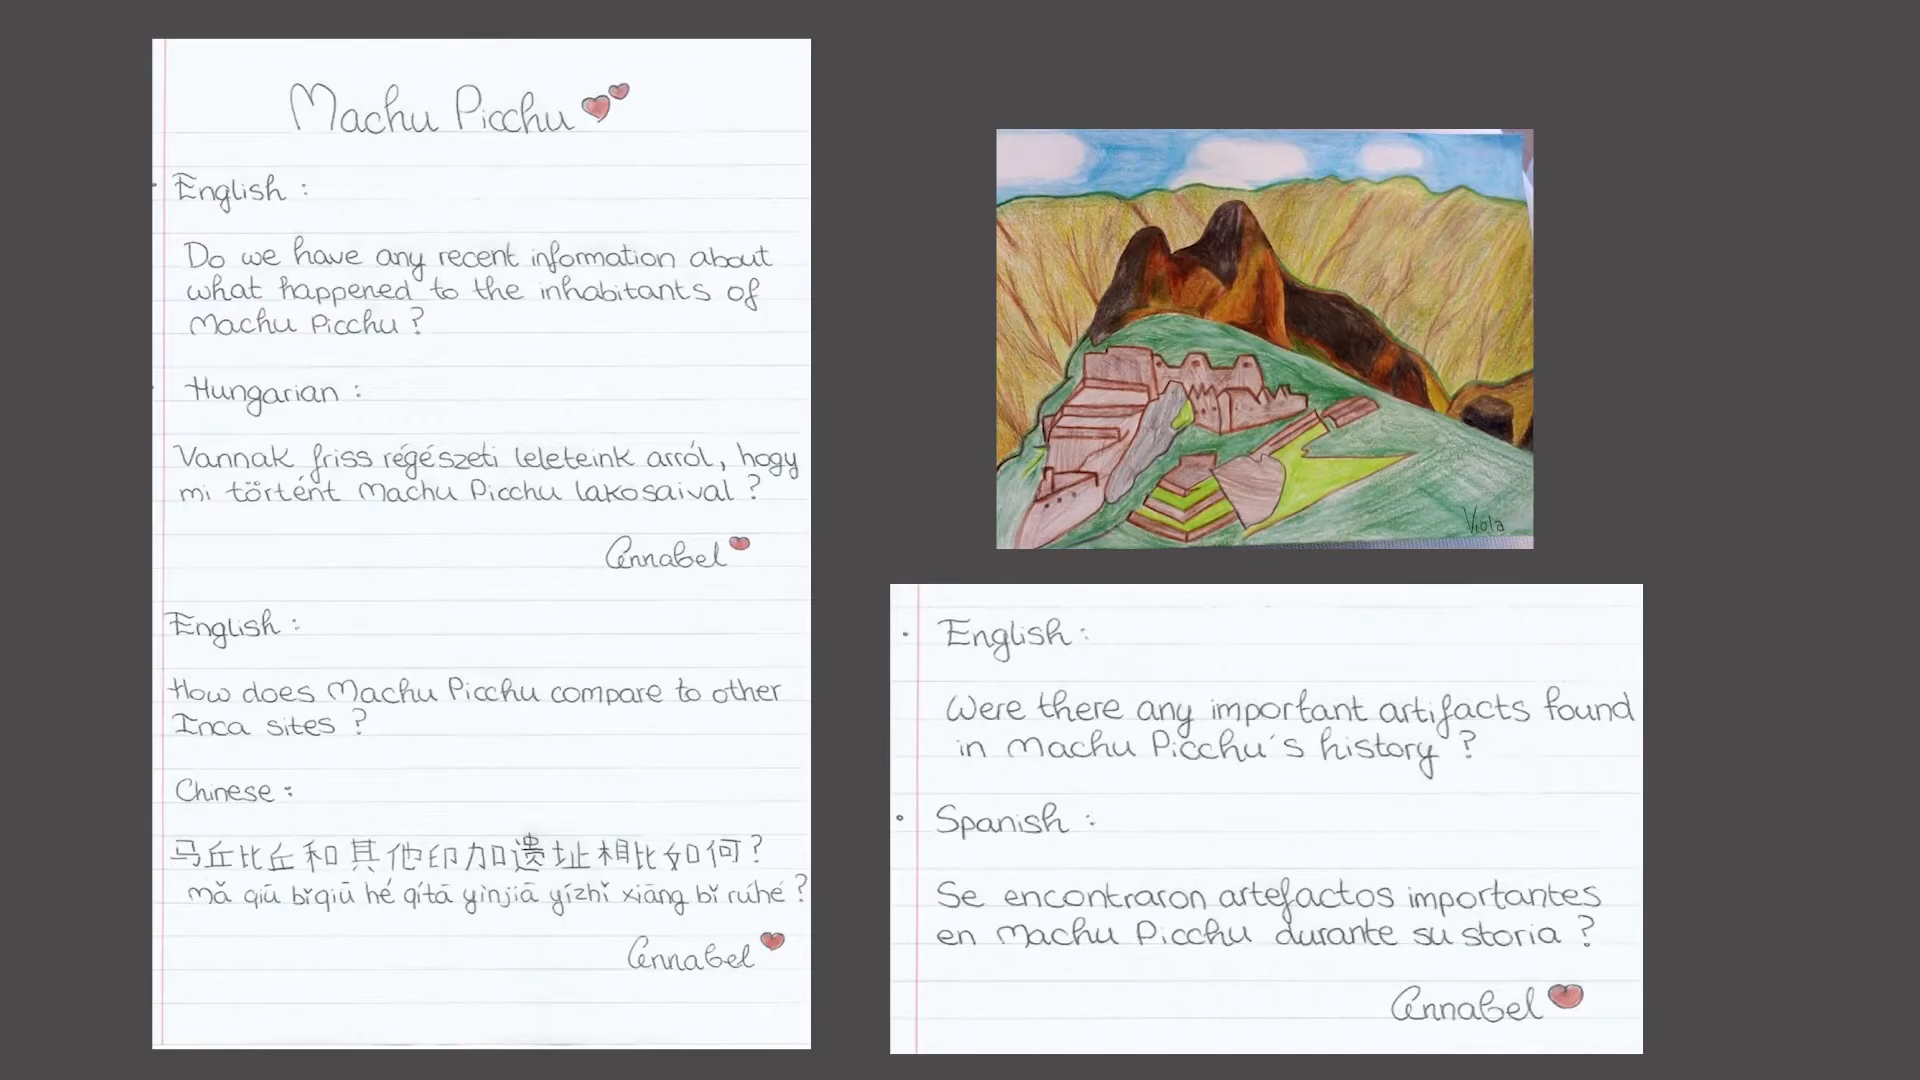 Machu Picchu
English :
Do we have any recent information about
what happened to the inhabitants of
Machu Picchu ?
Hungarian :
Vannak friss régészeti leleteink arról, hogy
mi történt Machu Picchu lakosaival ?
Annabel
English :
How does Machu Picchu compare to other
Inca sites ?
Chinese :
马丘比丘和其他印加遗址相比如何?
mǎ qiū bǐqiū hé qítā yìnjiā yízhǐ xiāng bǐ rúhé ?
Annabel
Viola
English :
Were there any important artifacts found
in Machu Picchu's history ?
Spanish :
Se encontraron artefactos importantes
en Machu Picchu durante su storia ?
Annabel